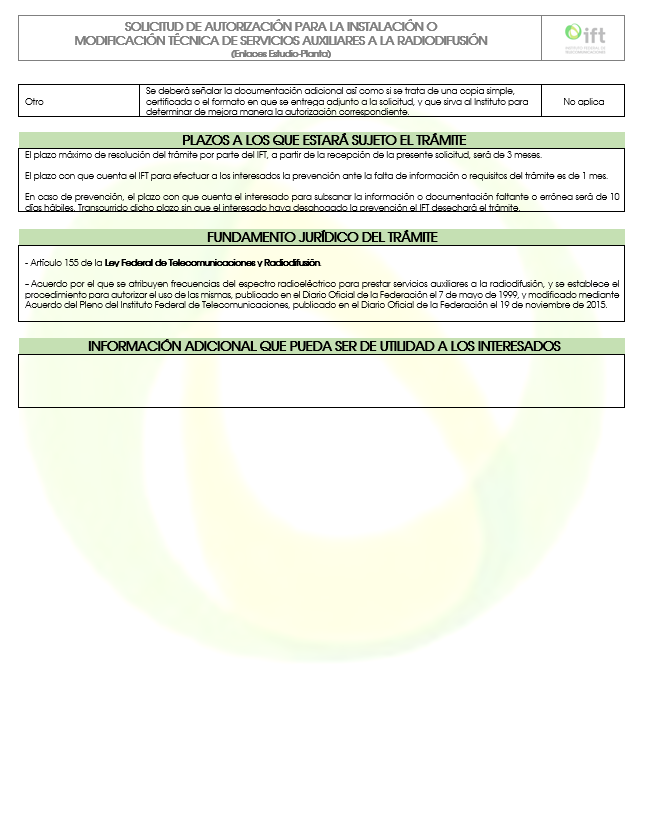 SOLICITUD DE AUTORIZACIÓN PARA LA INSTALACIÓN O
MODIFICACIÓN TÉCNICA DE SERVICIOS AUXILIARES A LA RADIODIFUSIÓN
(Enlaces Estudio-Planta)
ift
INSTITUTO FEDERAL DE
TELECOMUNICACIONES
Otro
Se deberá señalar la documentación adicional así como si se trata de una copia simple,
certificada o el formato en que se entrega adjunto a la solicitud, y que sirva al Instituto para
determinar de mejora manera la autorización correspondiente.
No aplica
PLAZOS A LOS QUE ESTARÁ SUJETO EL TRÁMITE
El plazo máximo de resolución del trámite por parte del IFT, a partir de la recepción de la presente solicitud, será de 3 meses.
El plazo con que cuenta el IFT para efectuar a los interesados la prevención ante la falta de información o requisitos del trámite es de 1 mes.
En caso de prevención, el plazo con que cuenta el interesado para subsanar la información o documentación faltante o errónea será de 10
días hábiles. Transcurrido dicho plazo sin que el interesado haya desahogado la prevención el IFT desechará el trámite.
FUNDAMENTO JURÍDICO DEL TRÁMITE
- Artículo 155 de la Ley Federal de Telecomunicaciones y Radiodifusión.
- Acuerdo por el que se atribuyen frecuencias del espectro radioeléctrico para prestar servicios auxiliares a la radiodifusión, y se establece el
procedimiento para autorizar el uso de las mismas, publicado en el Diario Oficial de la Federación el 7 de mayo de 1999, y modificado mediante
Acuerdo del Pleno del Instituto Federal de Telecomunicaciones, publicado en el Diario Oficial de la Federación el 19 de noviembre de 2015.
INFORMACIÓN ADICIONAL QUE PUEDA SER DE UTILIDAD A LOS INTERESADOS